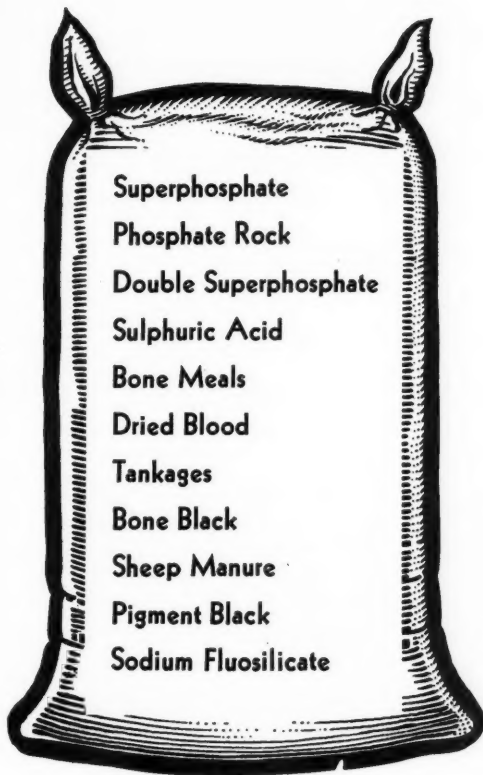 Superphosphate
Phosphate Rock
Double Superphosphate
Sulphuric Acid
Bone Meals
Dried Blood
Tankages
Bone Black
Sheep Manure
Pigment Black
Sodium Fluosilicate